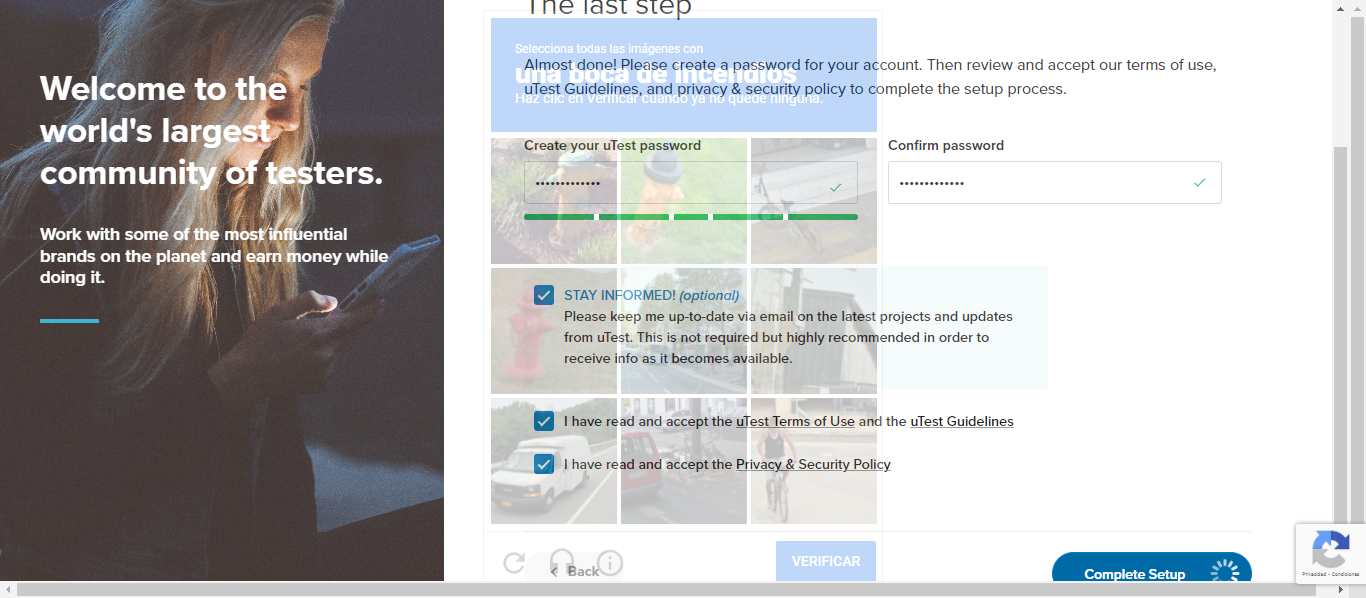 Welcome to the
world's largest
community of testers.
Work with some of the most influential
brands on the planet and earn money while
doing it.
The last step
Almost done! Please create a password for your account. Then review and accept our terms of use,
uTest Guidelines, and privacy & security policy to complete the setup process.
Selecciona todas las imágenes con
una boca de incendios
Haz clic en Verificar cuando ya no quede ninguna.
Create your uTest password
•••••••••••••
Confirm password
•••••••••••••
STAY INFORMED! (optional)
Please keep me up-to-date via email on the latest projects and updates
from uTest. This is not required but highly recommended in order to
receive info as it becomes available.
I have read and accept the uTest Terms of Use and the uTest Guidelines
I have read and accept the Privacy & Security Policy
Back
VERIFICAR
Complete Setup
Privacidad - Condiciones